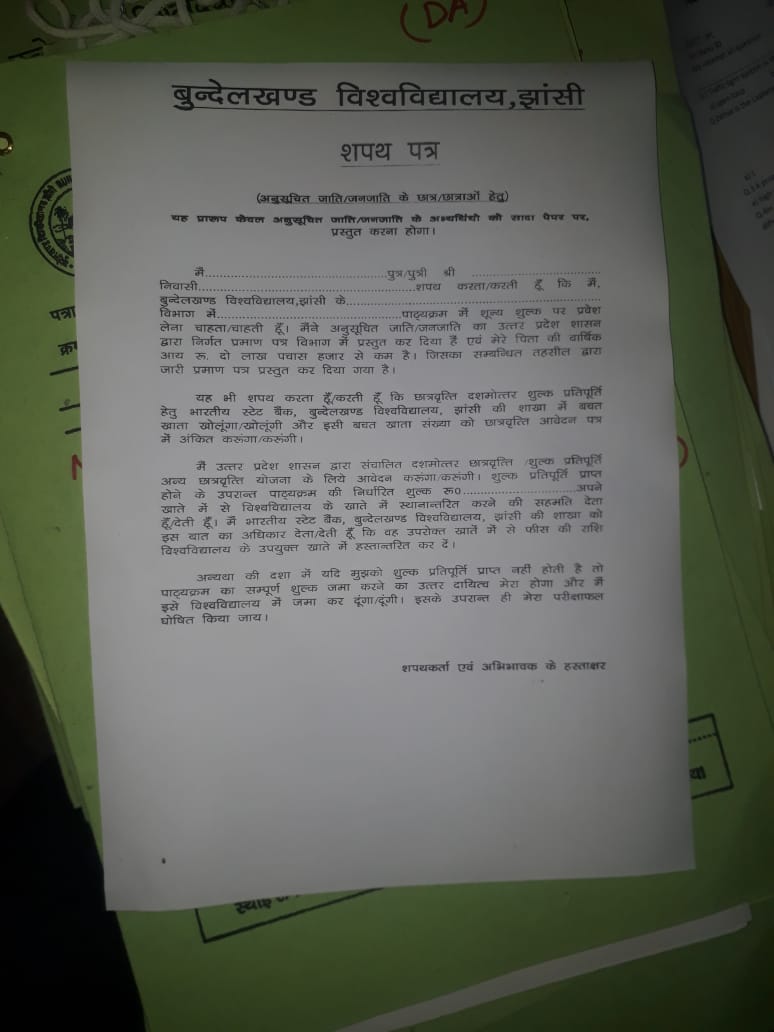 (DA)
बुन्देलखण्ड विश्वविद्यालय,झांसी
शपथ पत्र
(अनुसूचित जाति/जनजाति के छात्र/छात्राओं हेतु)
यह प्रारूप केवल अनुसूचित जाति/जनजाति के अभ्यर्थियों को सादा पेपर पर,
प्रस्तुत करना होगा।
मैं..................................................पुत्र/पुत्री श्री ....................................
निवासी............................................................शपथ करता/करती हूँ कि मैं,
बुन्देलखण्ड विश्वविद्यालय,झांसी के......................................................................
विभाग में...................................................पाठ्यक्रम में शून्य शुल्क पर प्रवेश
लेना चाहता/चाहती हूँ। मैंने अनुसूचित जाति/जनजाति का उत्तर प्रदेश शासन
द्वारा निर्गत प्रमाण पत्र विभाग में प्रस्तुत कर दिया है एवं मेरे पिता की वार्षिक
आय रू. दो लाख पचास हजार से कम है। जिसका सम्बन्धित तहसील द्वारा
जारी प्रमाण पत्र प्रस्तुत कर दिया गया है।
यह भी शपथ करता हूँ/करती हूँ कि छात्रवृत्ति दशमोत्तर शुल्क प्रतिपूर्ति
हेतु भारतीय स्टेट बैंक, बुन्देलखण्ड विश्वविद्यालय, झांसी की शाखा में बचत
खाता खोलूंगा/खोलूंगी और इसी बचत खाता संख्या को छात्रवृत्ति आवेदन पत्र
में अंकित करूंगा/करूंगी।
मैं उत्तर प्रदेश शासन द्वारा संचालित दशमोत्तर छात्रवृत्ति /शुल्क प्रतिपूर्ति
अन्य छात्रवृत्ति योजना के लिये आवेदन करूंगा/करूंगी। शुल्क प्रतिपूर्ति प्राप्त
होने के उपरान्त पाठ्यक्रम की निर्धारित शुल्क रू0..............................अपने
खाते में से विश्वविद्यालय के खाते में स्थानान्तरित करने की सहमति देता
हूँ/देती हूँ। मैं भारतीय स्टेट बैंक, बुन्देलखण्ड विश्वविद्यालय, झांसी की शाखा को
इस बात का अधिकार देता/देती हूँ कि वह उपरोक्त खातें में से फीस की राशि
विश्वविद्यालय के उपयुक्त खाते में हस्तान्तरित कर दें।
अन्यथा की दशा में यदि मुझको शुल्क प्रतिपूर्ति प्राप्त नहीं होती है तो
पाठ्यक्रम का सम्पूर्ण शुल्क जमा करने का उत्तर दायित्व मेरा होगा और मैं
इसे विश्वविद्यालय में जमा कर दूंगा/दूंगी। इसके उपरान्त ही मेरा परीक्षाफल
घोषित किया जाय।
शपथकर्ता एवं अभिभावक के हस्ताक्षर